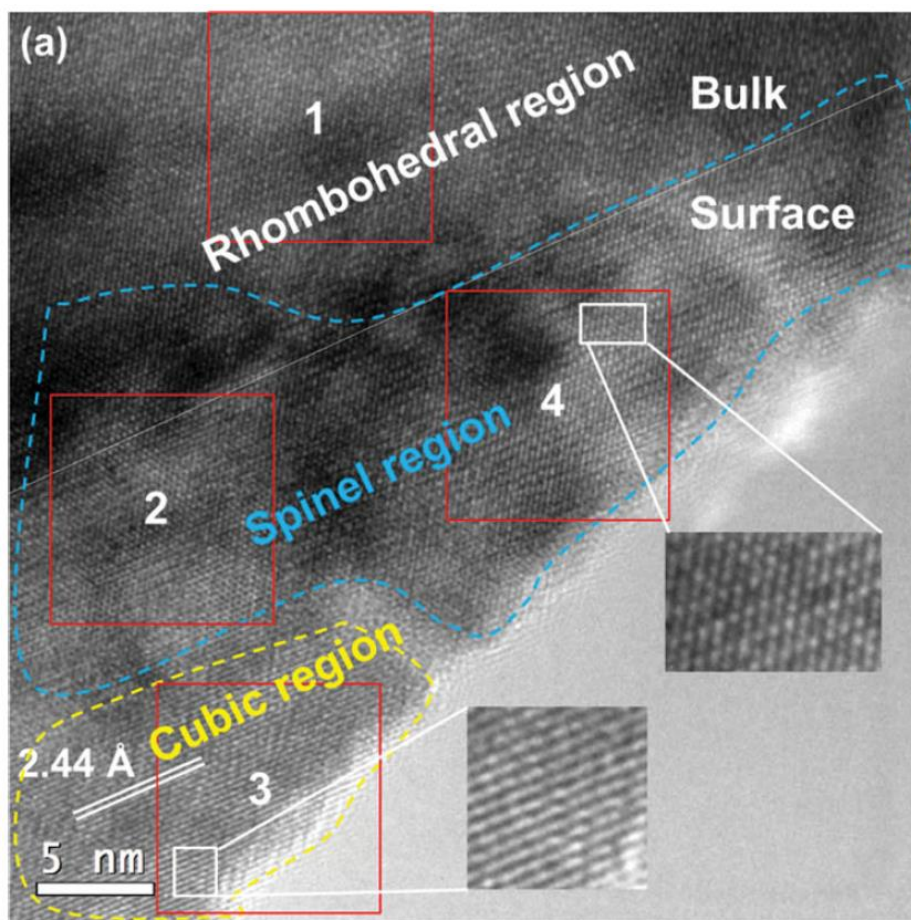 (a)
1
Rhombohedral region
Bulk
Surface
4
2
Spinel region
Cubic region
2.44 Å
3
5 nm